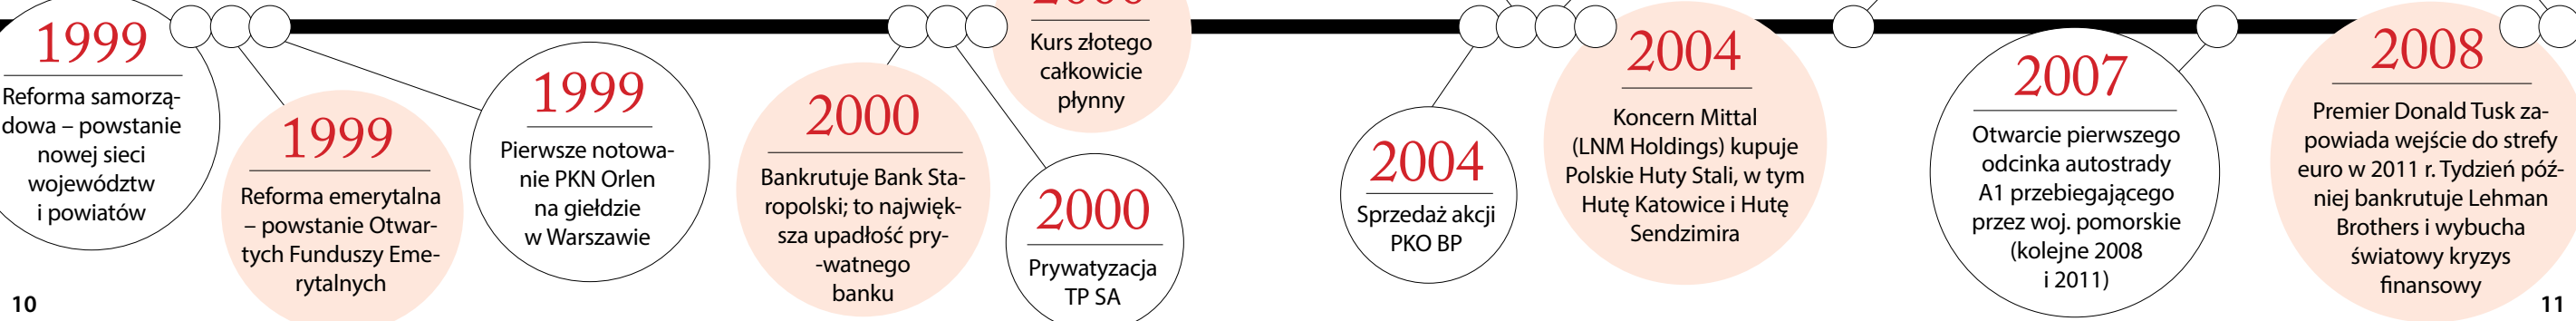 1999
Reforma samorzą-
dowa – powstanie
nowej sieci
województw
i powiatów
1999
Reforma emerytalna
– powstanie Otwar-
tych Funduszy Eme-
rytalnych
1999
Pierwsze notowa-
nie PKN Orlen
na giełdzie
w Warszawie
2000
Bankrutuje Bank Sta-
ropolski; to najwięk-
sza upadłość pry-
-watnego
banku
2000
Kurs złotego
całkowicie
płynny
2000
Prywatyzacja
TP SA
2004
Sprzedaż akcji
PKO BP
2004
Koncern Mittal
(LNM Holdings) kupuje
Polskie Huty Stali, w tym
Hutę Katowice i Hutę
Sendzimira
2007
Otwarcie pierwszego
odcinka autostrady
A1 przebiegającego
przez woj. pomorskie
(kolejne 2008
i 2011)
2008
Premier Donald Tusk za-
powiada wejście do strefy
euro w 2011 r. Tydzień póź-
niej bankrutuje Lehman
Brothers i wybucha
światowy kryzys
finansowy
10
11